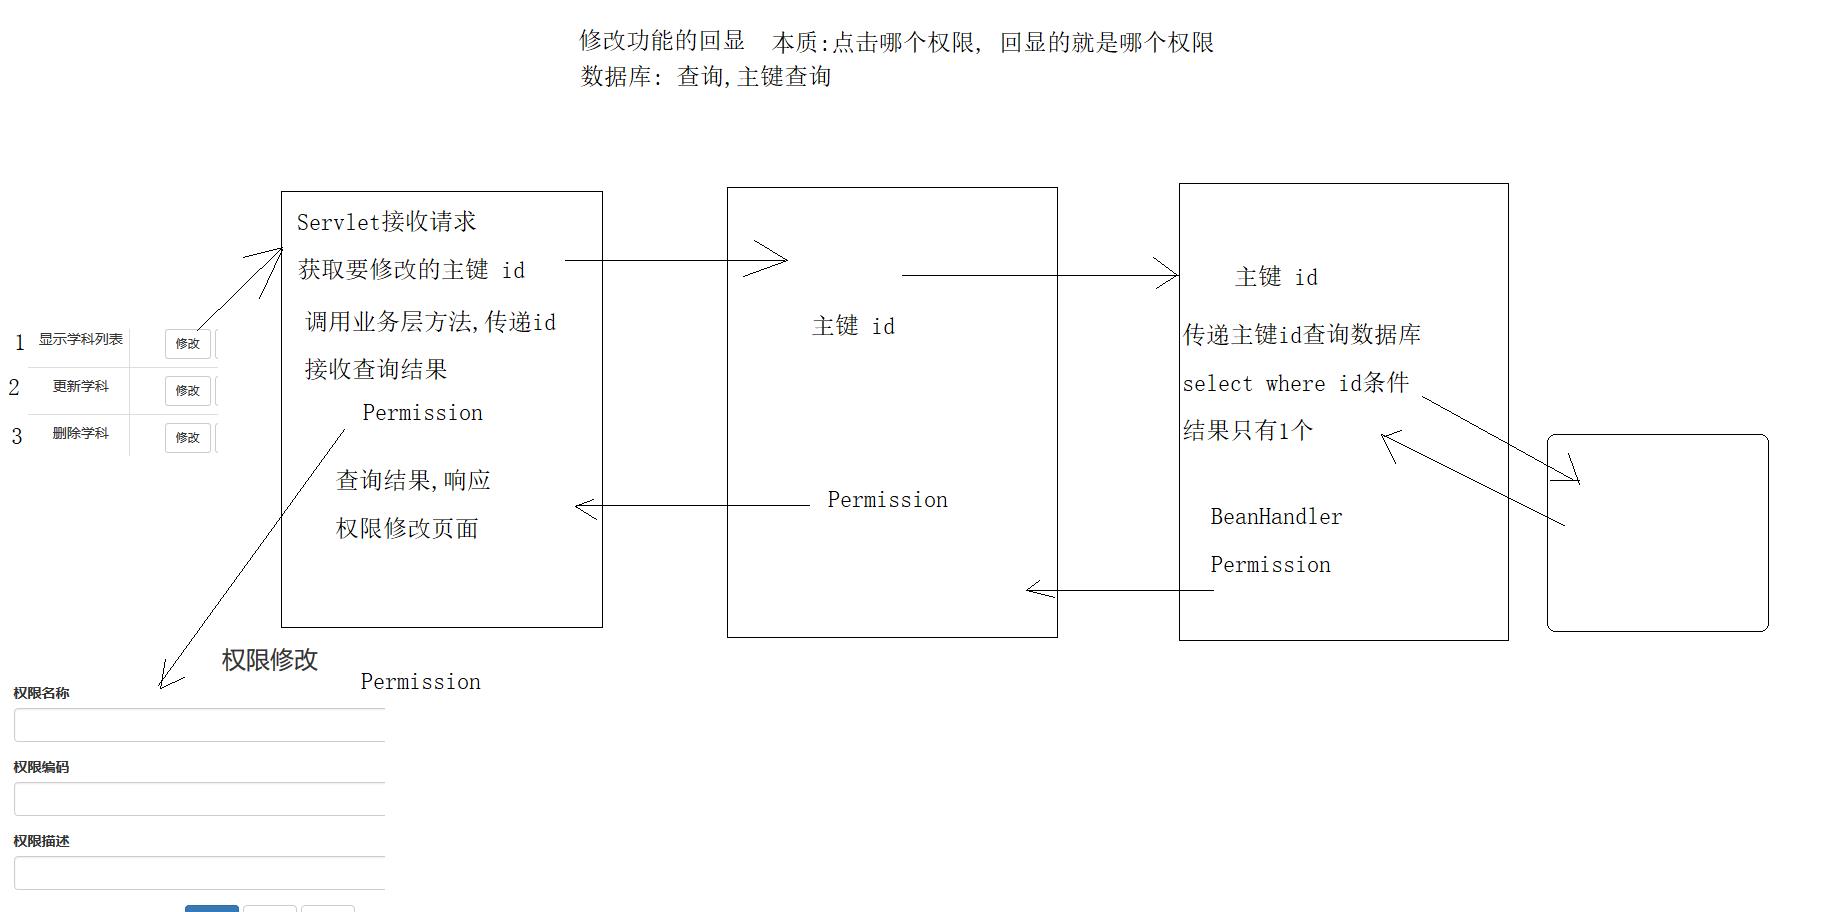 修改功能的回显 本质:点击哪个权限, 回显的就是哪个权限
数据库: 查询,主键查询
1 显示学科列表 修改
2 更新学科 修改
3 删除学科 修改
Servlet接收请求
获取要修改的主键 id
调用业务层方法,传递id
接收查询结果
Permission
查询结果,响应
权限修改页面
主键 id
Permission
主键 id
传递主键id查询数据库
select where id条件
结果只有1个
BeanHandler
Permission
权限修改
Permission
权限名称
权限编码
权限描述